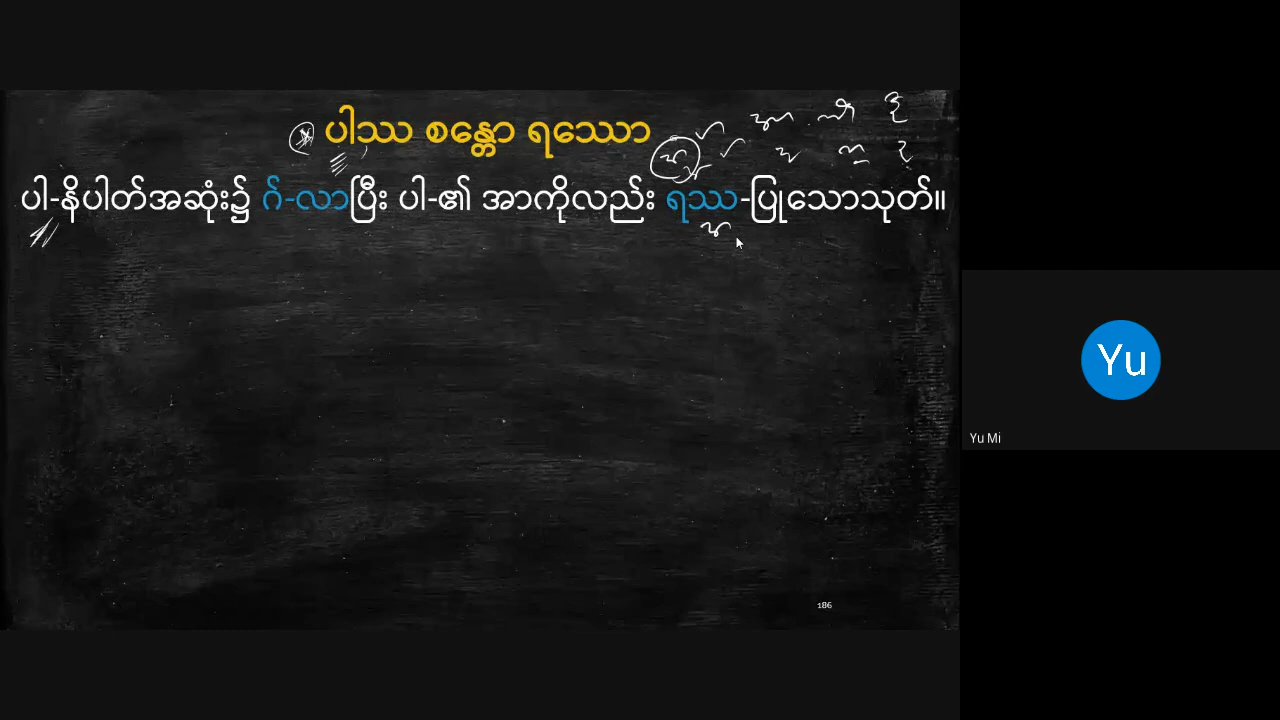 ပါဿ စန္တော ရဿော
ပါ-နိပါတ်အဆုံး၌ ဂ်-လာပြီး ပါ-၏ အာကိုလည်း ရဿ-ပြုသောသုတ်။
186
Yu
Yu Mi